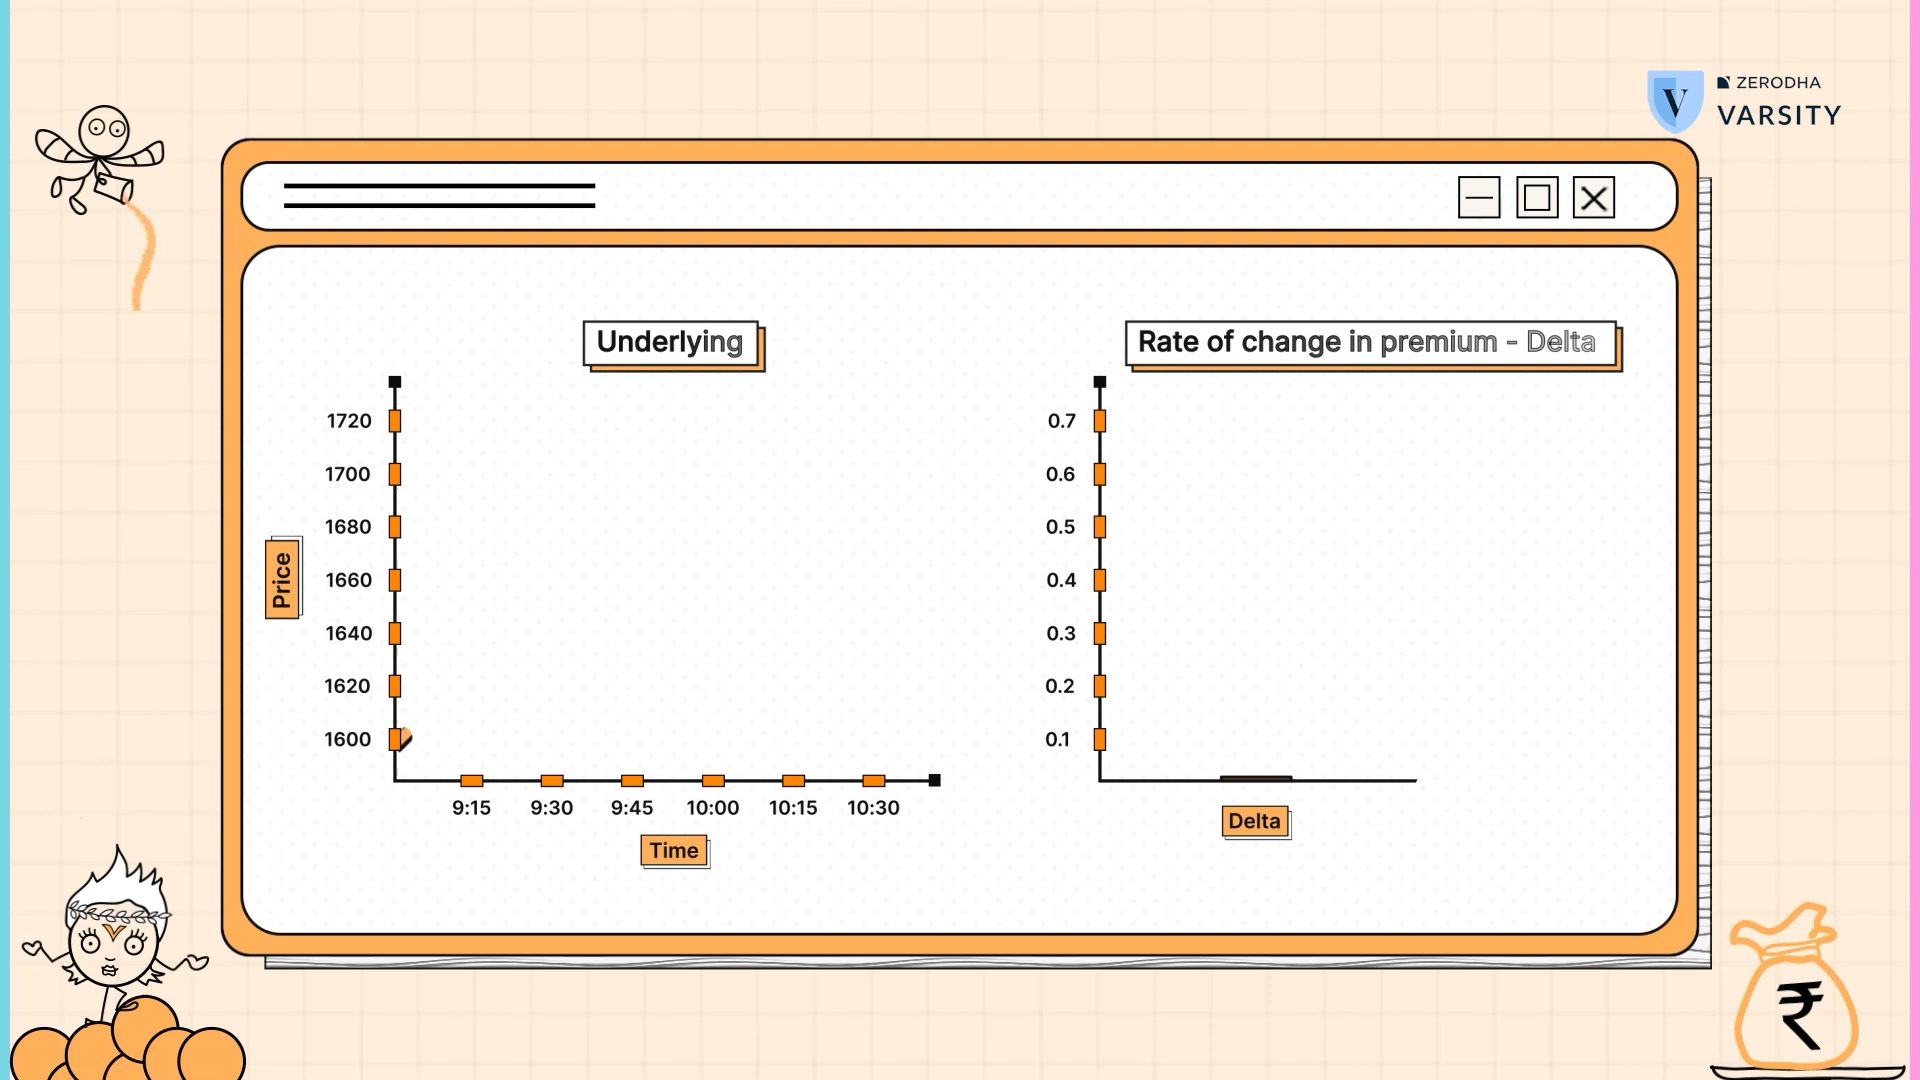 ZERODHA
VARSITY
Underlying
Rate of change in premium - Delta
1720
1700
1680
1660
1640
1620
1600
Price
9:15 9:30 9:45 10:00 10:15 10:30
Time
0.7
0.6
0.5
0.4
0.3
0.2
0.1
Delta
₹